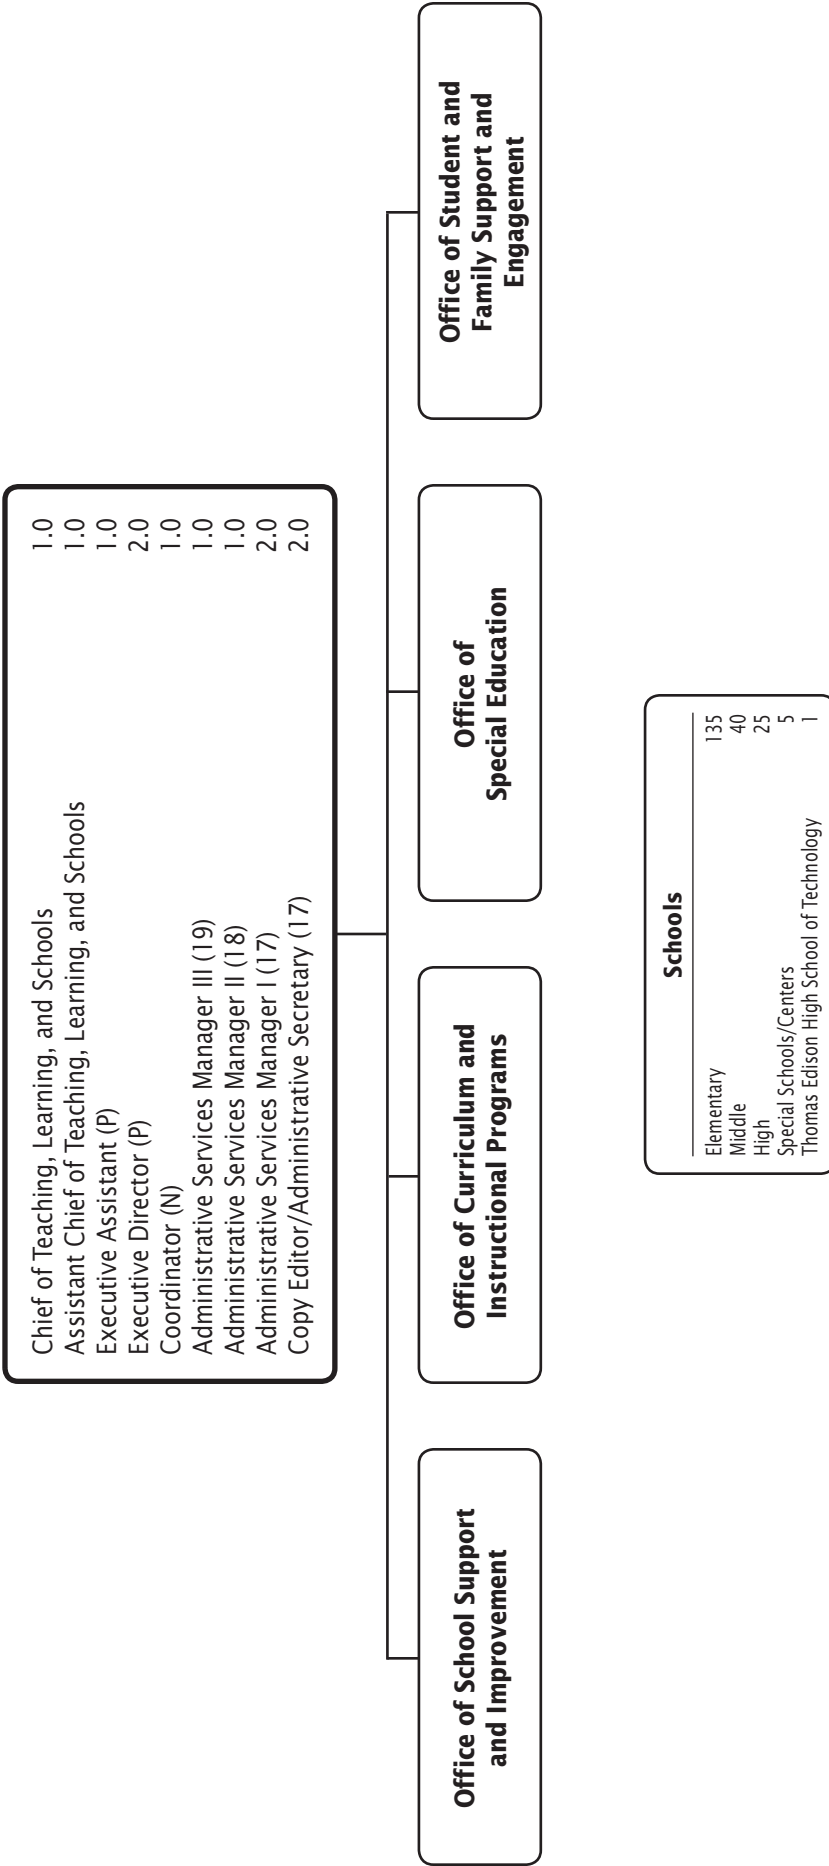 Chief of Teaching, Learning, and Schools 1.0
Assistant Chief of Teaching, Learning, and Schools 1.0
Executive Assistant (P) 1.0
Executive Director (P) 2.0
Coordinator (N) 1.0
Administrative Services Manager III (19) 1.0
Administrative Services Manager II (18) 1.0
Administrative Services Manager I (17) 2.0
Copy Editor/Administrative Secretary (17) 2.0
Office of School Support
and Improvement
Office of Curriculum and
Instructional Programs
Office of
Special Education
Office of Student and
Family Support and
Engagement
Schools
Elementary 135
Middle 40
High 25
Special Schools/Centers 5
Thomas Edison High School of Technology 1